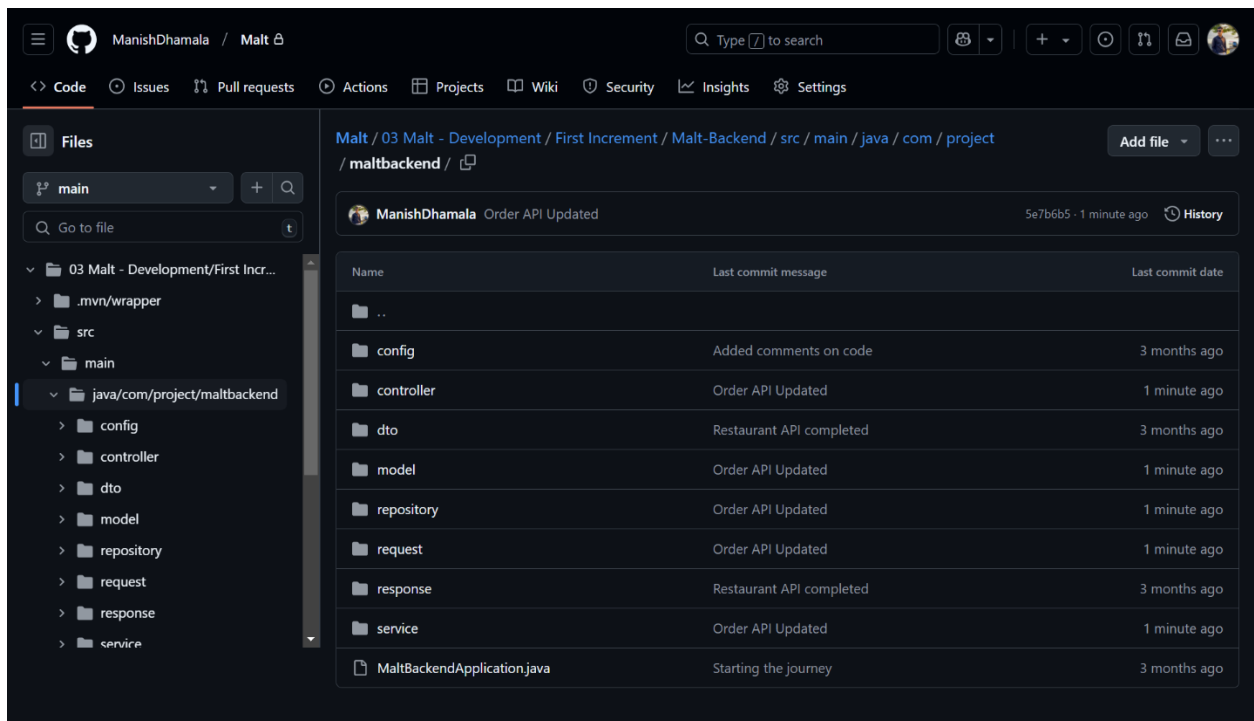 ManishDhamala / Malt
Type / to search
Code Issues Pull requests Actions Projects Wiki Security Insights Settings
Files
main
Go to file t
03 Malt - Development/First Incr...
.mvn/wrapper
src
main
java/com/project/maltbackend
config
controller
dto
model
repository
request
response
service
Malt / 03 Malt - Development / First Increment / Malt-Backend / src / main / java / com / project
/ maltbackend /
Add file
ManishDhamala Order API Updated 5e7b6b5 · 1 minute ago History
Name Last commit message Last commit date
..
config Added comments on code 3 months ago
controller Order API Updated 1 minute ago
dto Restaurant API completed 3 months ago
model Order API Updated 1 minute ago
repository Order API Updated 1 minute ago
request Order API Updated 1 minute ago
response Restaurant API completed 3 months ago
service Order API Updated 1 minute ago
MaltBackendApplication.java Starting the journey 3 months ago